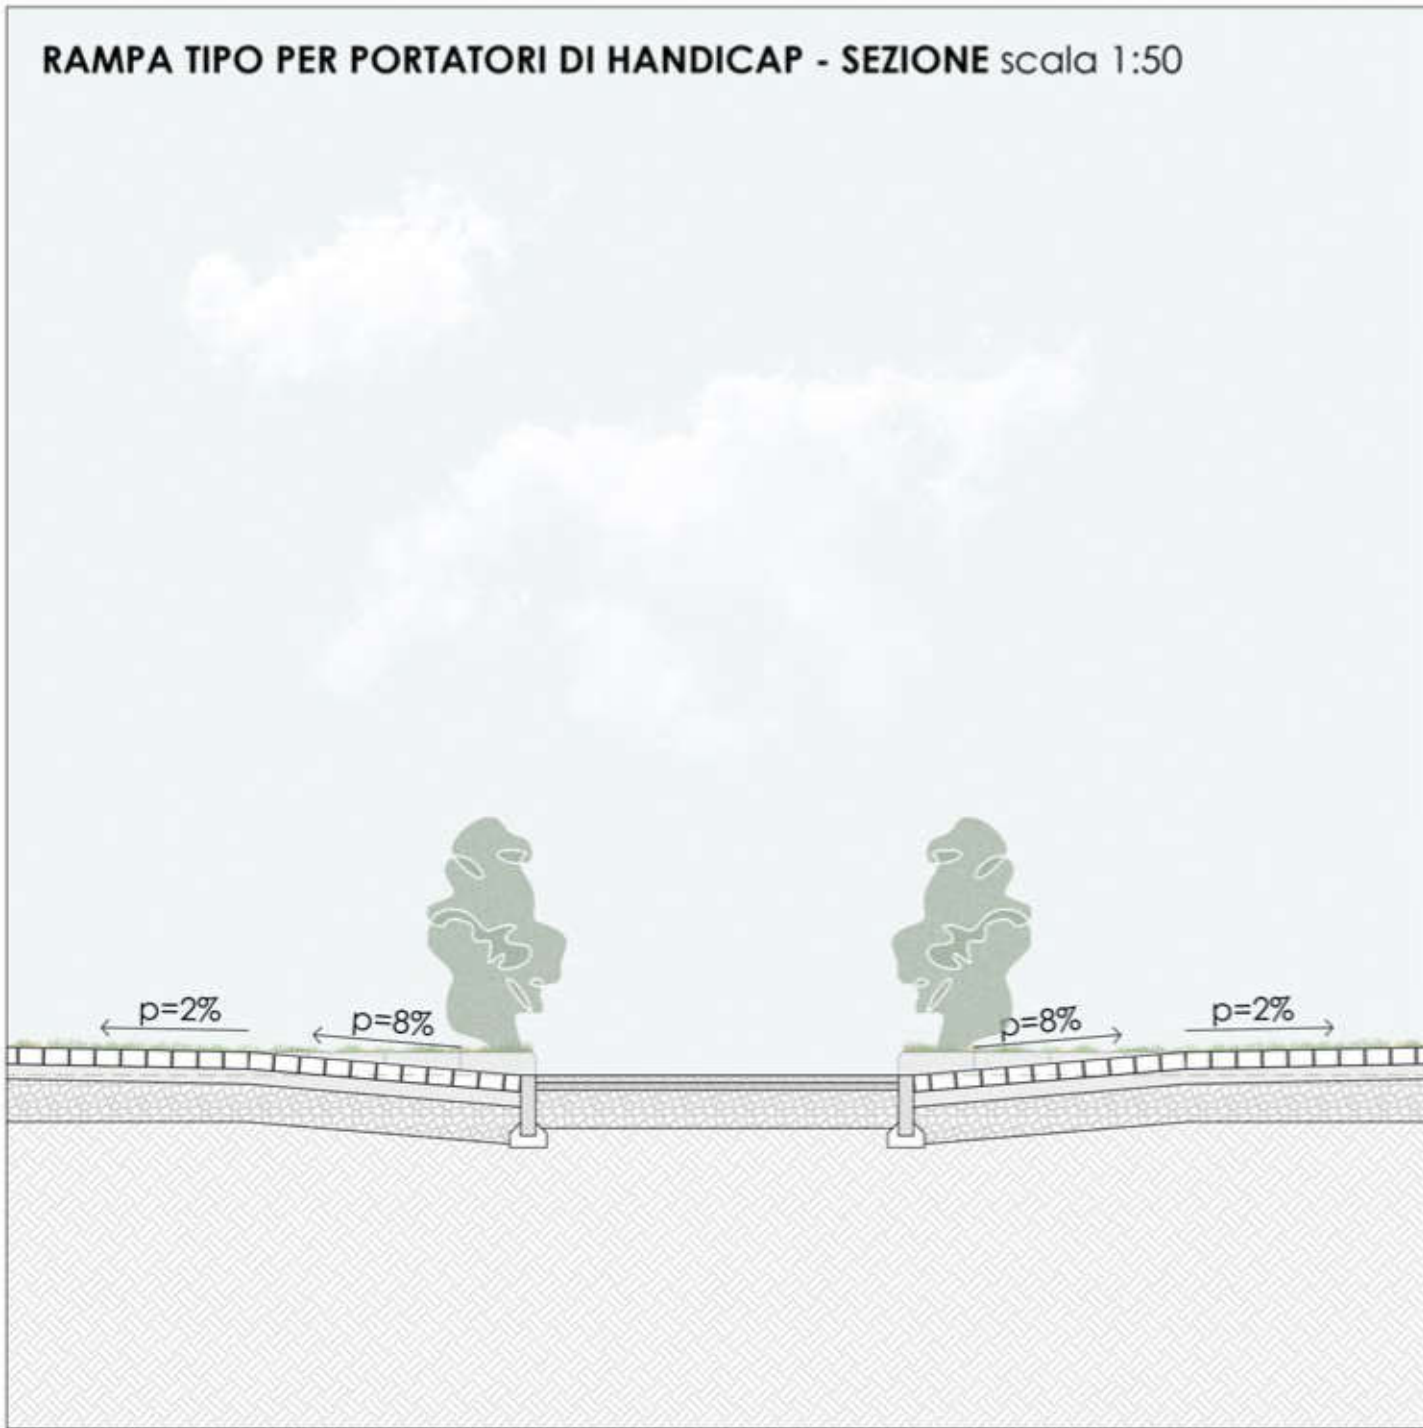 RAMPA TIPO PER PORTATORI DI HANDICAP - SEZIONE scala 1:50
p=2%
p=8%
p=8%
p=2%